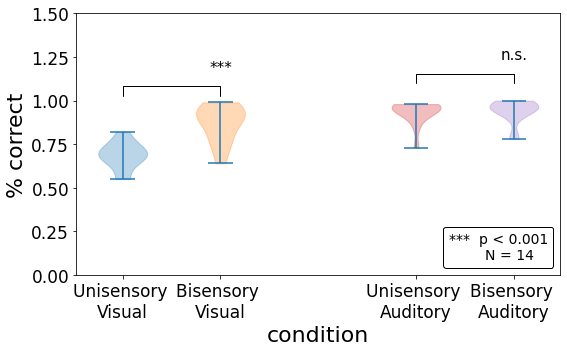 % correct
1.50
1.25
1.00
0.75
0.50
0.25
0.00
***
n.s.
*** p < 0.001
N = 14
Unisensory Visual
Bisensory Visual
Unisensory Auditory
Bisensory Auditory
condition